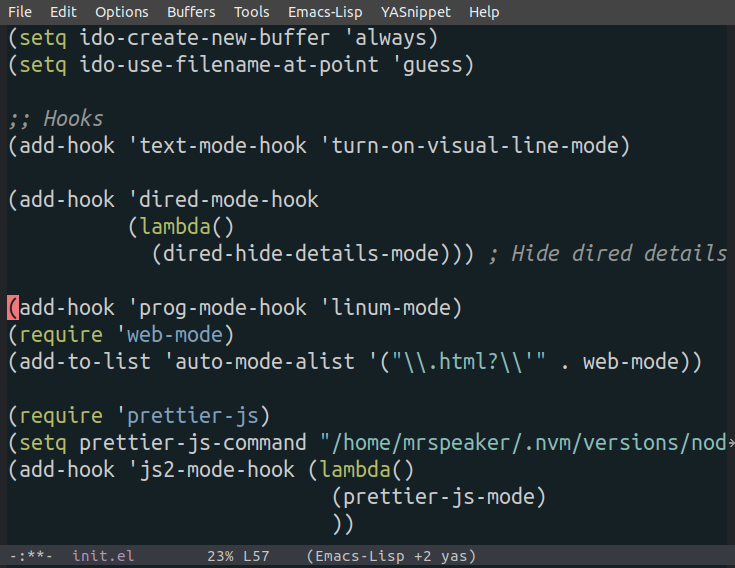 File Edit Options Buffers Tools Emacs-Lisp YASnippet Help
(setq ido-create-new-buffer 'always)
(setq ido-use-filename-at-point 'guess)
;; Hooks
(add-hook 'text-mode-hook 'turn-on-visual-line-mode)
(add-hook 'dired-mode-hook
(lambda()
(dired-hide-details-mode))) ; Hide dired details
(add-hook 'prog-mode-hook 'linum-mode)
(require 'web-mode)
(add-to-list 'auto-mode-alist '("\\.html?\\'" . web-mode))
(require 'prettier-js)
(setq prettier-js-command "/home/mrspeaker/.nvm/versions/nod
(add-hook 'js2-mode-hook (lambda()
(prettier-js-mode)
))
-:**- init.el 23% L57 (Emacs-Lisp +2 yas)